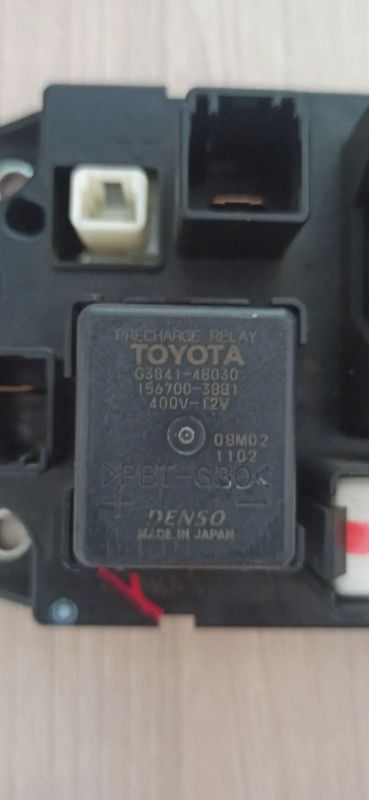 PRECHARGE RELAY
TOYOTA
G3841-48030
156700-3881
400V-12V
08M02
1102
>PBT-G30<
+ −
DENSO
MADE IN JAPAN